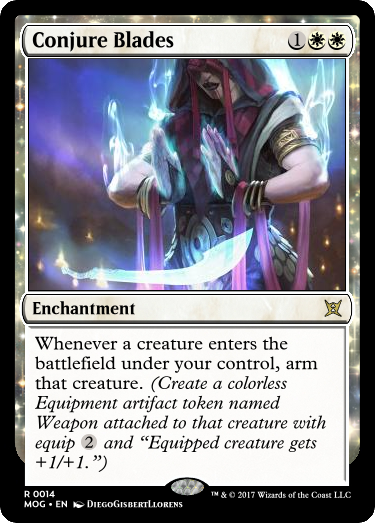 Conjure Blades 1
Enchantment
Whenever a creature enters the
battlefield under your control, arm
that creature. (Create a colorless
Equipment artifact token named
Weapon attached to that creature with
equip 2 and “Equipped creature gets
+1/+1.”)
R 0014
MOG • EN DiegoGisbertLlorens
™ & © 2017 Wizards of the Coast LLC